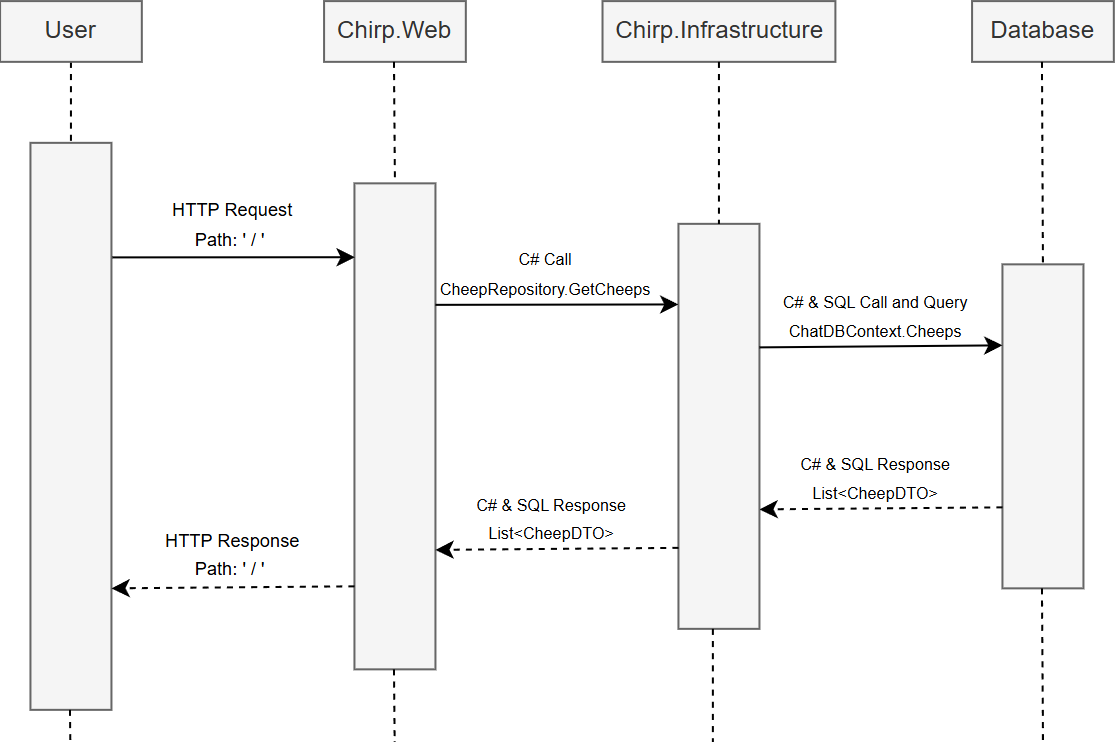 User
Chirp.Web
Chirp.Infrastructure
Database
HTTP Request
Path: ' / '
C# Call
CheepRepository.GetCheeps
C# & SQL Call and Query
ChatDBContext.Cheeps
C# & SQL Response
List<CheepDTO>
C# & SQL Response
List<CheepDTO>
HTTP Response
Path: ' / '